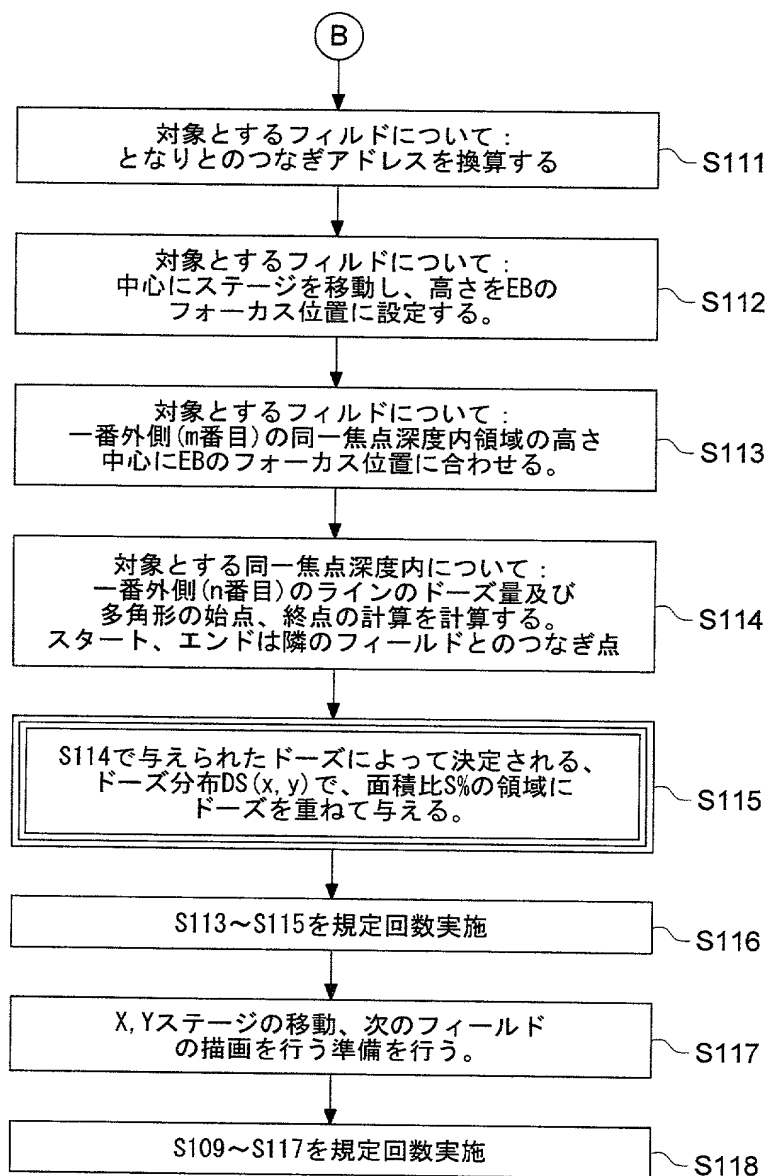 B
対象とするフィルドについて：
となりとのつなぎアドレスを換算する
S111
対象とするフィルドについて：
中心にステージを移動し、高さをEBの
フォーカス位置に設定する。
S112
対象とするフィルドについて：
一番外側(m番目)の同一焦点深度内領域の高さ
中心にEBのフォーカス位置に合わせる。
S113
対象とする同一焦点深度内について：
一番外側(n番目)のラインのドーズ量及び
多角形の始点、終点の計算を計算する。
スタート、エンドは隣のフィールドとのつなぎ点
S114
S114で与えられたドーズによって決定される、
ドーズ分布DS(x,y)で、面積比S%の領域に
ドーズを重ねて与える。
S115
S113～S115を規定回数実施
S116
X,Yステージの移動、次のフィールド
の描画を行う準備を行う。
S117
S109～S117を規定回数実施
S118